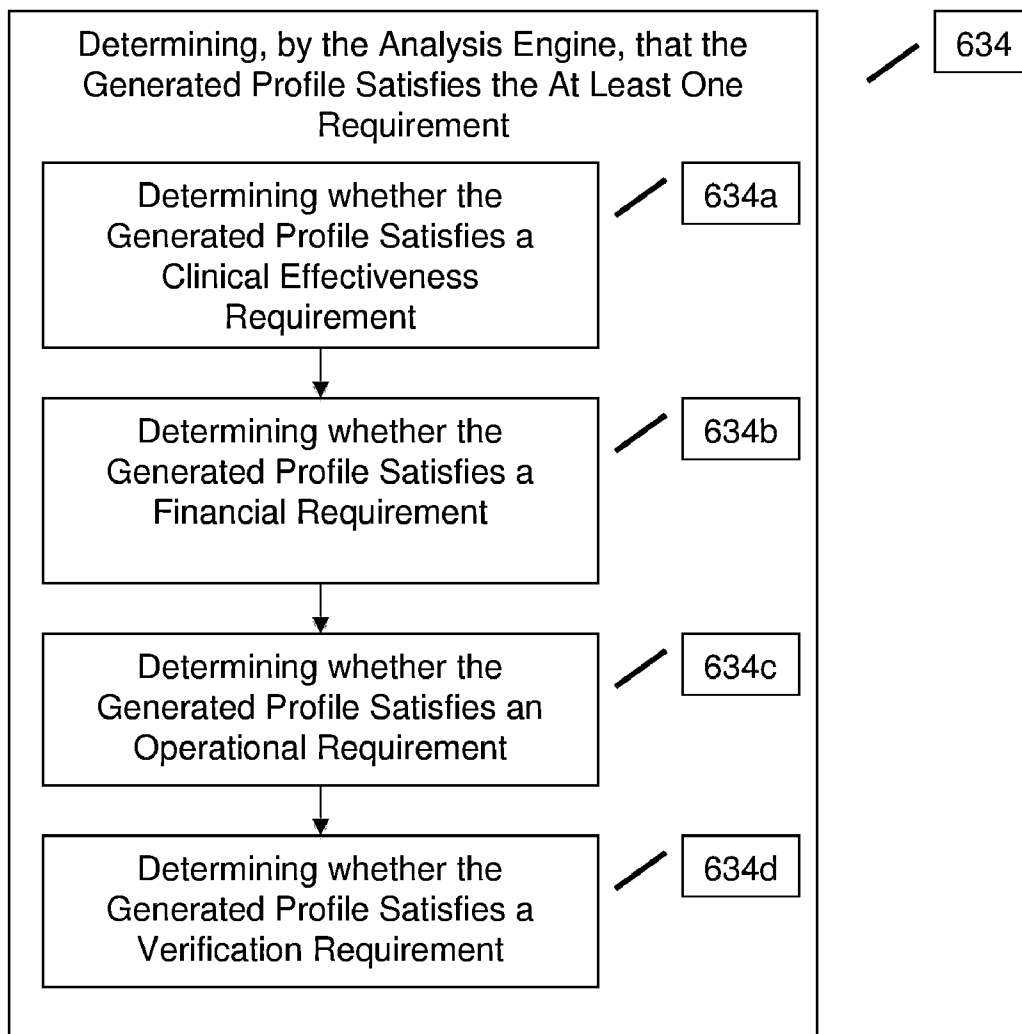 Determining, by the Analysis Engine, that the
Generated Profile Satisfies the At Least One
Requirement
634
Determining whether the
Generated Profile Satisfies a
Clinical Effectiveness
Requirement
634a
Determining whether the
Generated Profile Satisfies a
Financial Requirement
634b
Determining whether the
Generated Profile Satisfies an
Operational Requirement
634c
Determining whether the
Generated Profile Satisfies a
Verification Requirement
634d